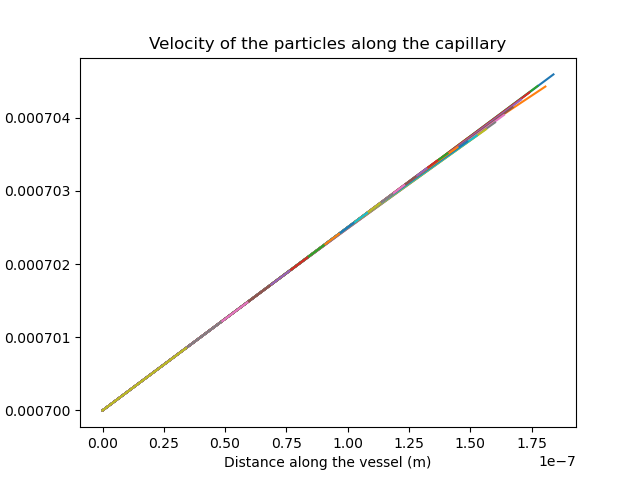 Velocity of the particles along the capillary
0.000704
0.000703
0.000702
0.000701
0.000700
0.00 0.25 0.50 0.75 1.00 1.25 1.50 1.75
1e−7
Distance along the vessel (m)